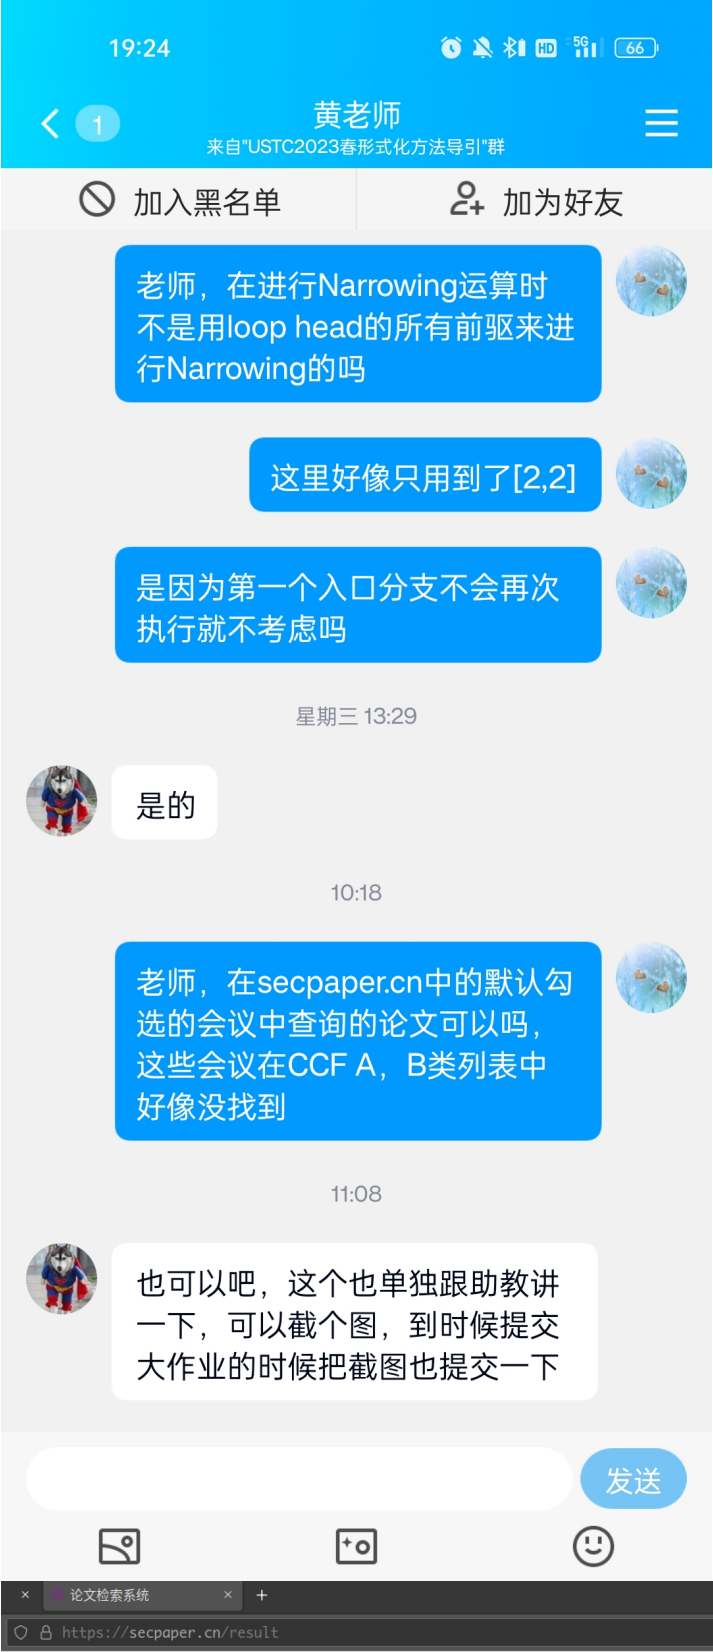 19:24
HD 5G 66
1
黄老师
来自"USTC2023春形式化方法导引"群
加入黑名单
加为好友
老师，在进行Narrowing运算时
不是用loop head的所有前驱来进
行Narrowing的吗
这里好像只用到了[2,2]
是因为第一个入口分支不会再次
执行就不考虑吗
星期三 13:29
是的
10:18
老师，在secpaper.cn中的默认勾
选的会议中查询的论文可以吗，
这些会议在CCF A，B类列表中
好像没找到
11:08
也可以吧，这个也单独跟助教讲
一下，可以截个图，到时候提交
大作业的时候把截图也提交一下
发送
论文检索系统
https://secpaper.cn/result